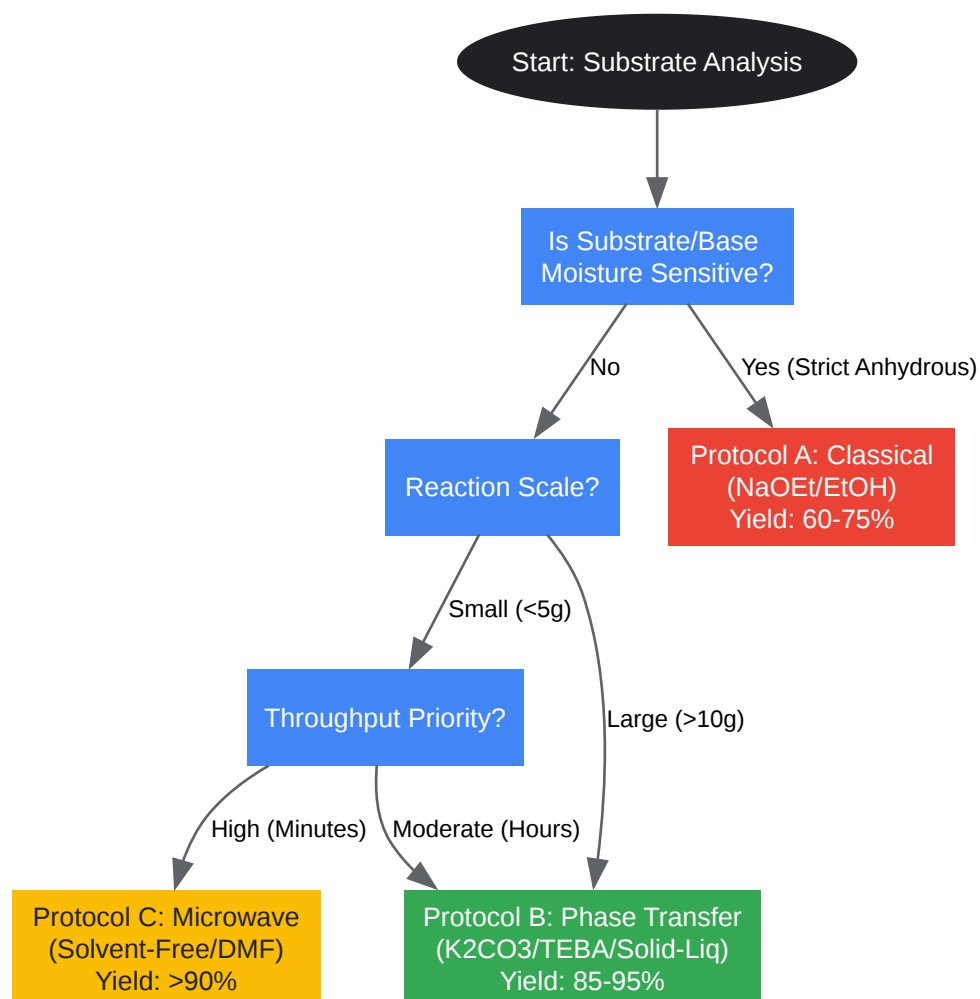 Start: Substrate Analysis
Is Substrate/Base
Moisture Sensitive?
No
Yes (Strict Anhydrous)
Reaction Scale?
Protocol A: Classical
(NaOEt/EtOH)
Yield: 60-75%
Small (<5g)
Throughput Priority?
Large (>10g)
High (Minutes)
Moderate (Hours)
Protocol C: Microwave
(Solvent-Free/DMF)
Yield: >90%
Protocol B: Phase Transfer
(K2CO3/TEBA/Solid-Liq)
Yield: 85-95%